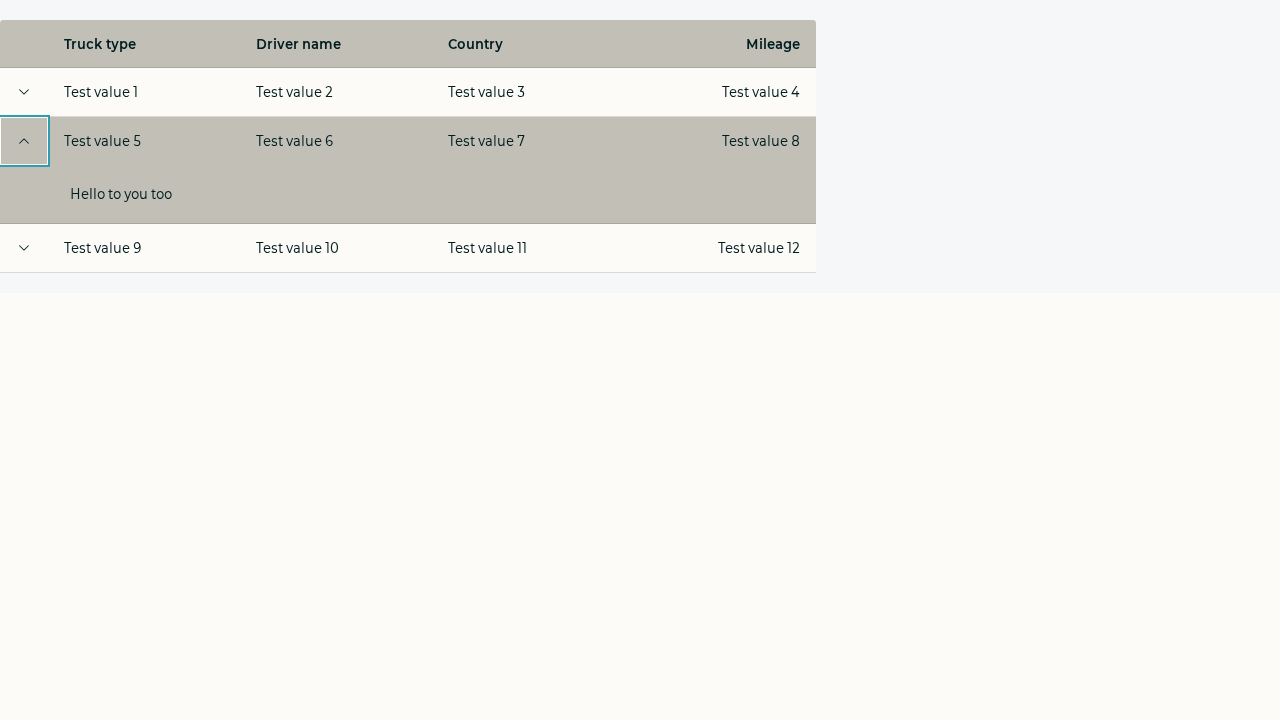 Truck type Driver name Country Mileage
Test value 1 Test value 2 Test value 3 Test value 4
Test value 5 Test value 6 Test value 7 Test value 8
Hello to you too
Test value 9 Test value 10 Test value 11 Test value 12